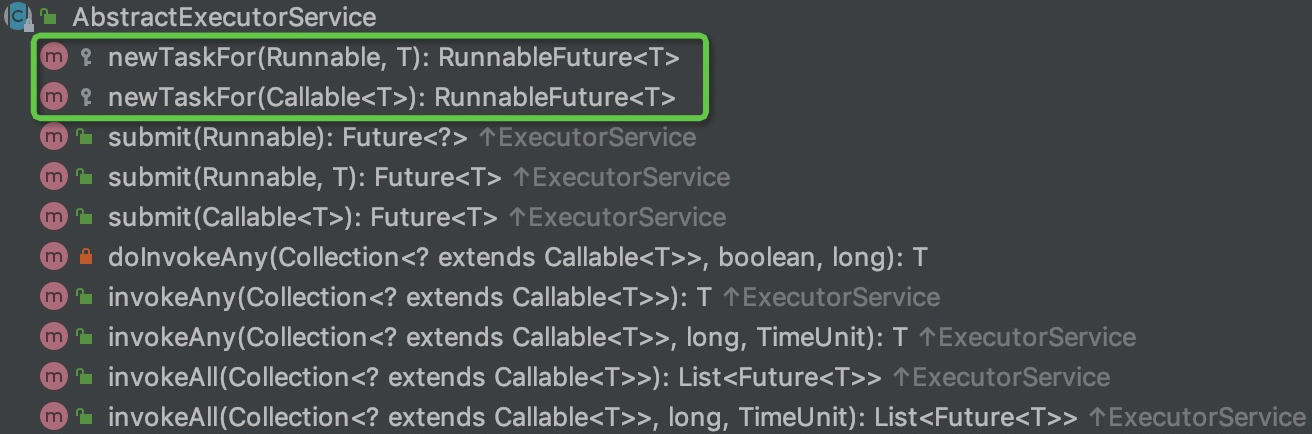 AbstractExecutorService
m newTaskFor(Runnable, T): RunnableFuture<T>
m newTaskFor(Callable<T>): RunnableFuture<T>
m submit(Runnable): Future<?> ↑ExecutorService
m submit(Runnable, T): Future<T> ↑ExecutorService
m submit(Callable<T>): Future<T> ↑ExecutorService
m doInvokeAny(Collection<? extends Callable<T>>, boolean, long): T
m invokeAny(Collection<? extends Callable<T>>): T ↑ExecutorService
m invokeAny(Collection<? extends Callable<T>>, long, TimeUnit): T ↑ExecutorService
m invokeAll(Collection<? extends Callable<T>>): List<Future<T>> ↑ExecutorService
m invokeAll(Collection<? extends Callable<T>>, long, TimeUnit): List<Future<T>> ↑ExecutorService